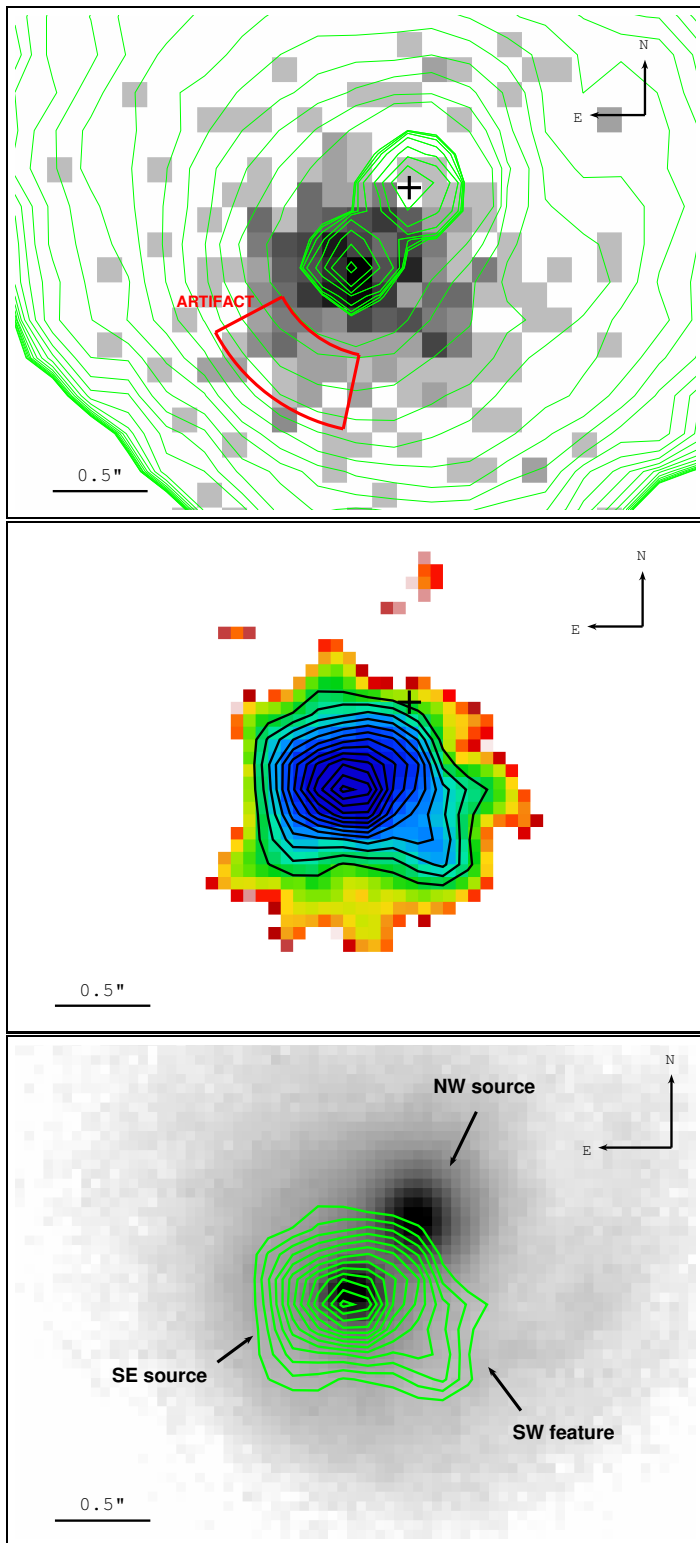 N
E
ARTIFACT
0.5"
N
E
0.5"
NW source
N
E
SE source
SW feature
0.5"